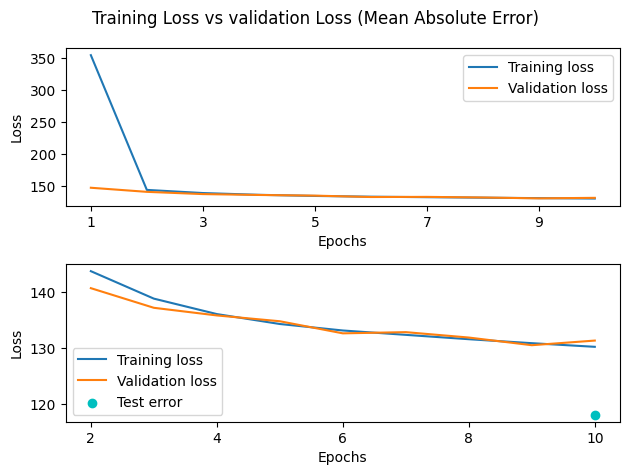 Training Loss vs validation Loss (Mean Absolute Error)
350
300
250
200
150
Loss
Training loss
Validation loss
1 3 5 7 9
Epochs
140
130
120
Loss
Training loss
Validation loss
Test error
2 4 6 8 10
Epochs